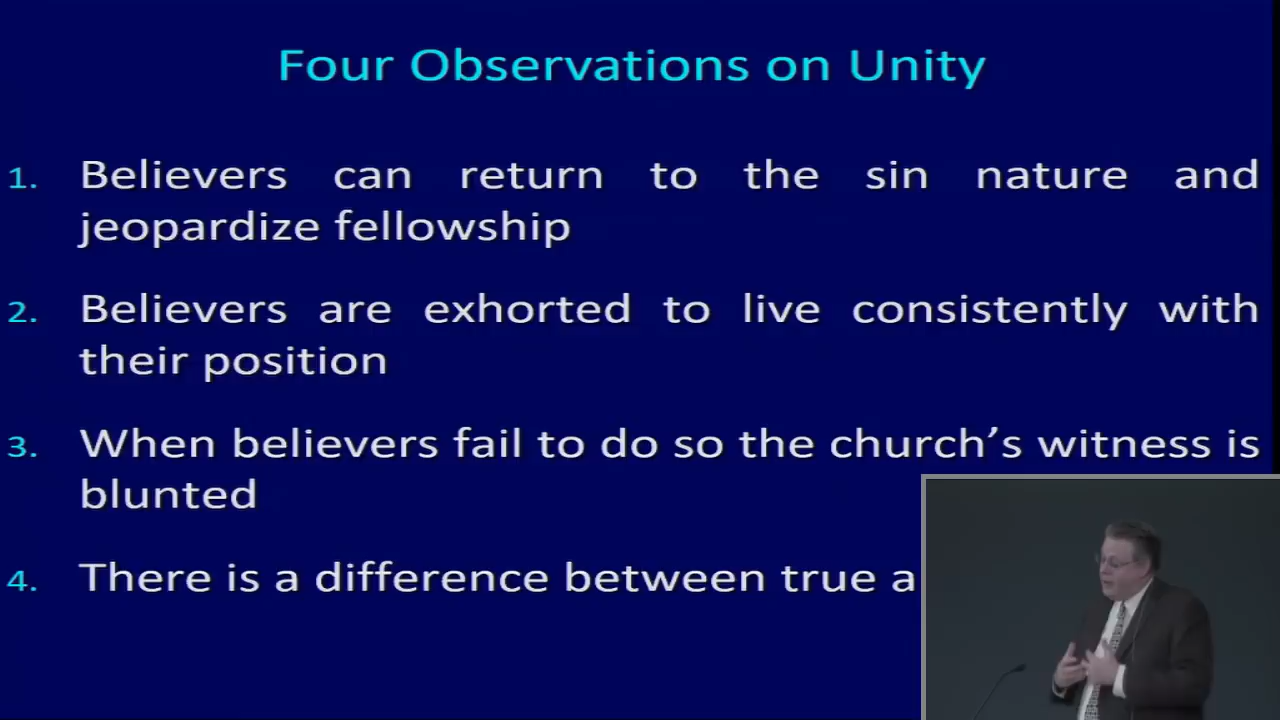 Four Observations on Unity
1. Believers can return to the sin nature and
jeopardize fellowship
2. Believers are exhorted to live consistently with
their position
3. When believers fail to do so the church’s witness is
blunted
4. There is a difference between true a